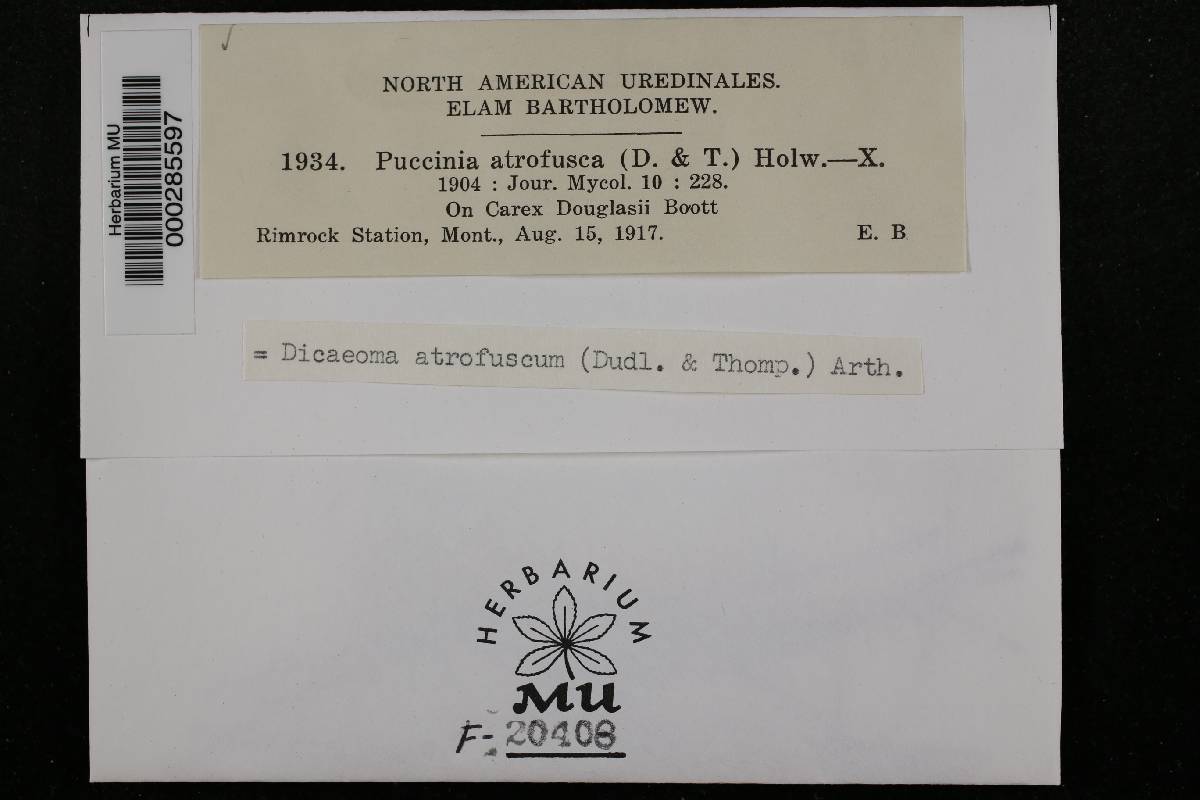 Herbarium MU
000285597
NORTH AMERICAN UREDINALES.
ELAM BARTHOLOMEW.
1934. Puccinia atrofusca (D. & T.) Holw.—X.
1904 : Jour. Mycol. 10 : 228.
On Carex Douglasii Boott
Rimrock Station, Mont., Aug. 15, 1917. E. B
= Dicaeoma atrofuscum (Dudl. & Thomp.) Arth.
HERBARIUM
MU
F- 20408